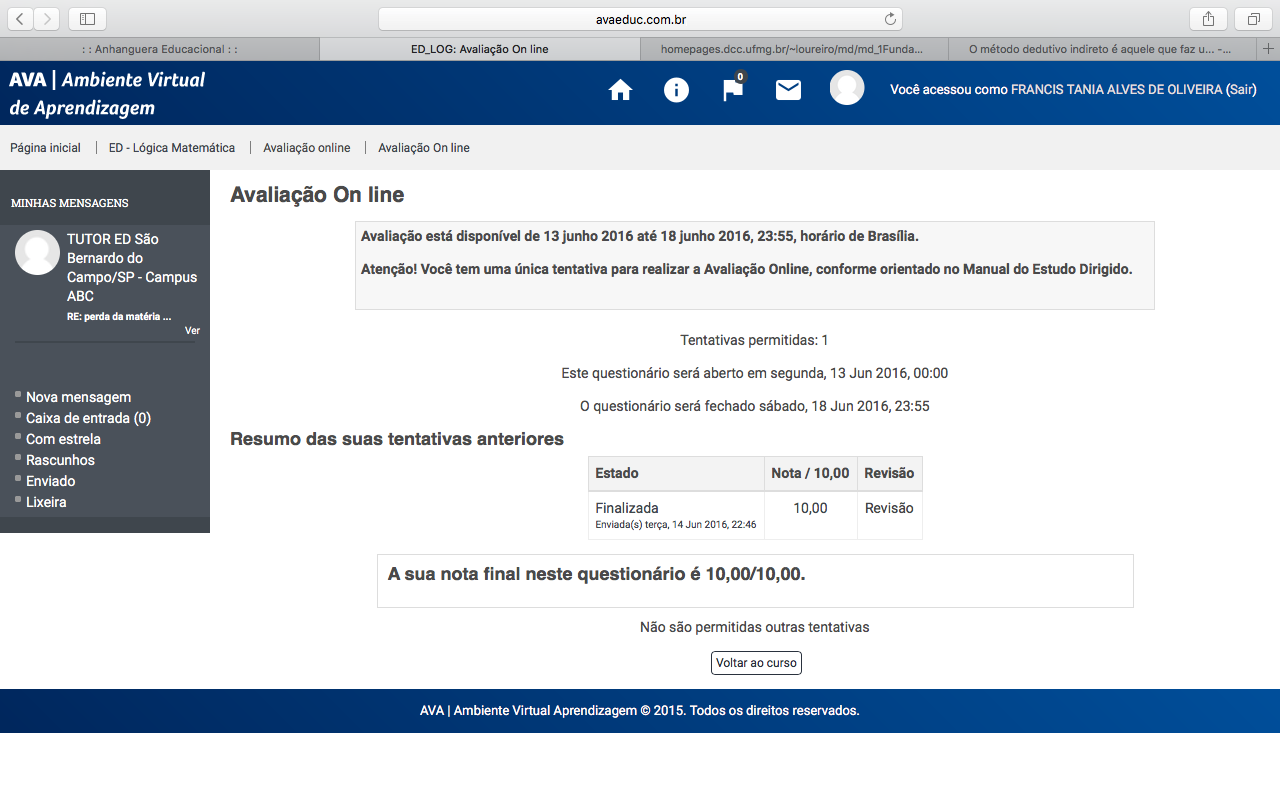 avaeduc.com.br
: : Anhanguera Educacional : :
ED_LOG: Avaliação On line
homepages.dcc.ufmg.br/~loureiro/md/md_1Funda...
O método dedutivo indireto é aquele que faz u... -...
AVA | Ambiente Virtual
de Aprendizagem
0
Você acessou como FRANCIS TANIA ALVES DE OLIVEIRA (Sair)
Página inicial | ED - Lógica Matemática | Avaliação online | Avaliação On line
MINHAS MENSAGENS
TUTOR ED São
Bernardo do
Campo/SP - Campus
ABC
RE: perda da matéria ...
Ver
Nova mensagem
Caixa de entrada (0)
Com estrela
Rascunhos
Enviado
Lixeira
Avaliação On line
Avaliação está disponível de 13 junho 2016 até 18 junho 2016, 23:55, horário de Brasília.
Atenção! Você tem uma única tentativa para realizar a Avaliação Online, conforme orientado no Manual do Estudo Dirigido.
Tentativas permitidas: 1
Este questionário será aberto em segunda, 13 Jun 2016, 00:00
O questionário será fechado sábado, 18 Jun 2016, 23:55
Resumo das suas tentativas anteriores
Estado Nota / 10,00 Revisão
Finalizada 10,00 Revisão
Enviada(s) terça, 14 Jun 2016, 22:46
A sua nota final neste questionário é 10,00/10,00.
Não são permitidas outras tentativas
Voltar ao curso
AVA | Ambiente Virtual Aprendizagem © 2015. Todos os direitos reservados.